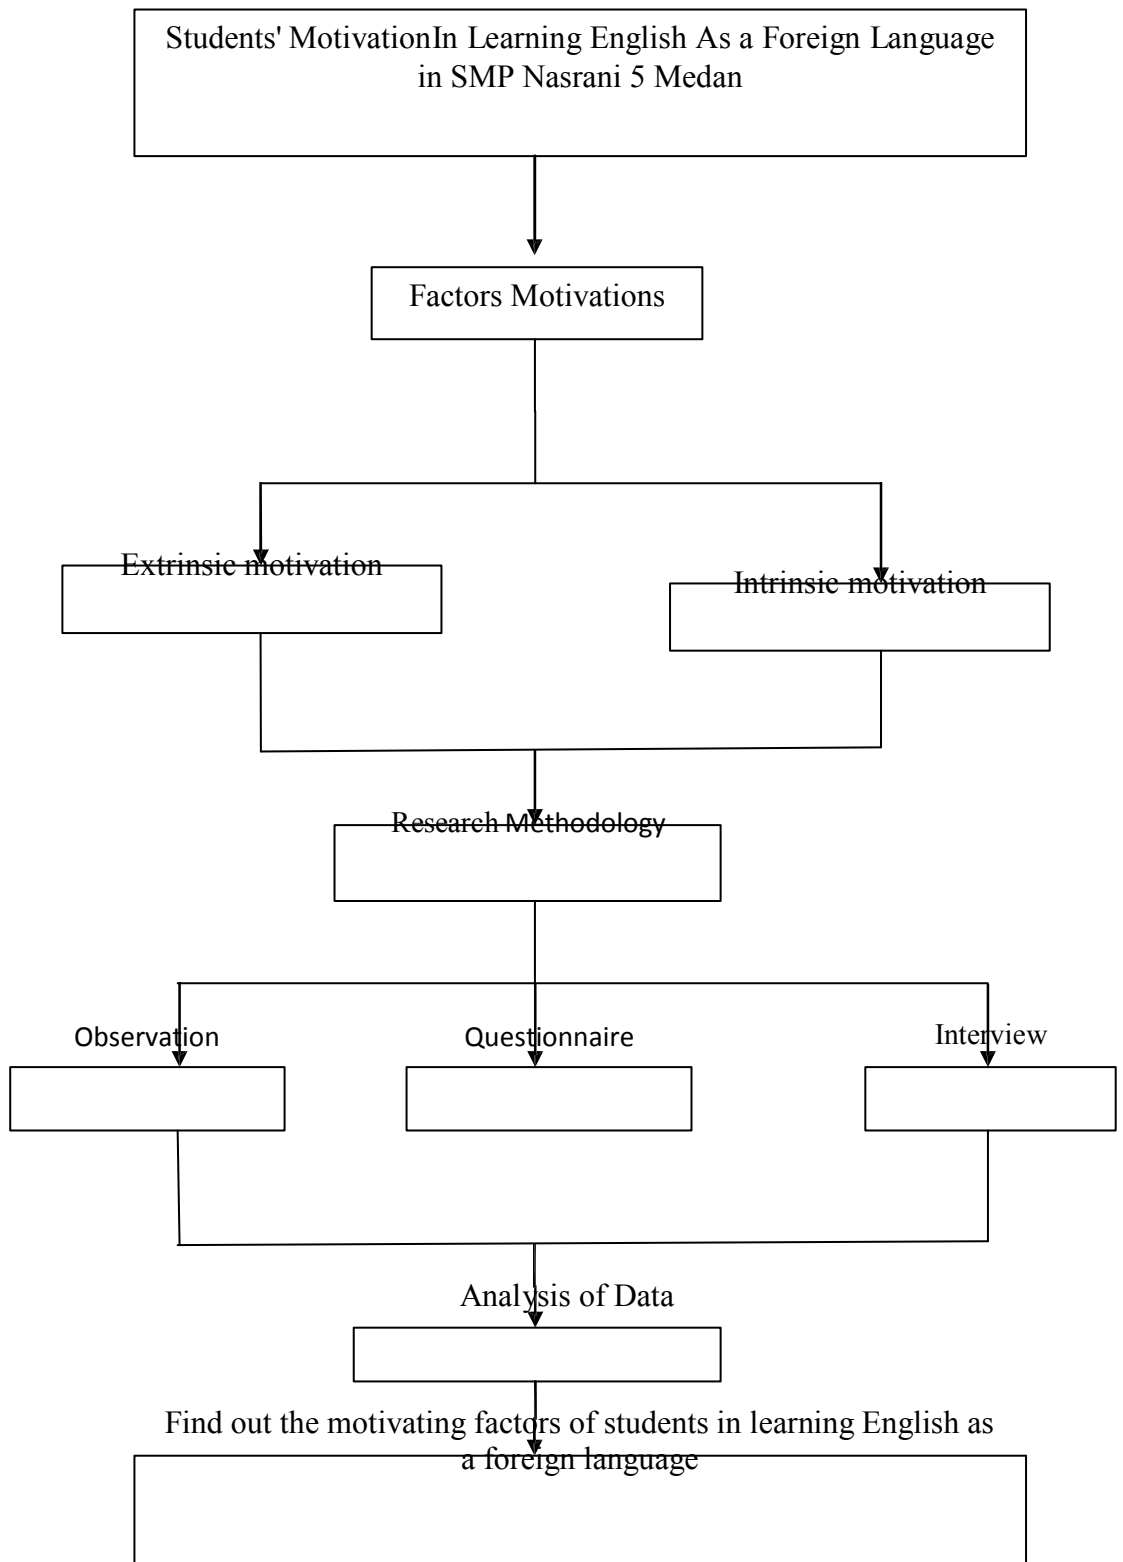 Students' MotivationIn Learning English As a Foreign Language
in SMP Nasrani 5 Medan
Factors Motivations
Extrinsic motivation
Intrinsic motivation
Research Methodology
Observation
Questionnaire
Interview
Analysis of Data
Find out the motivating factors of students in learning English as
a foreign language